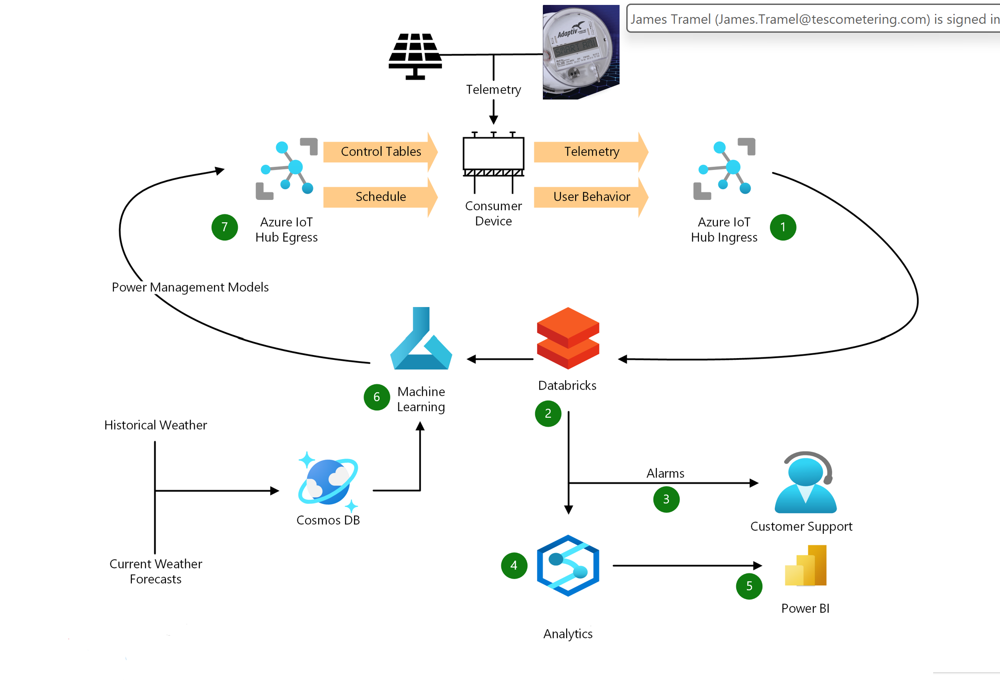 James Tramel (James.Tramel@tescometering.com) is signed in
Adaptiv
SMART AMI
Telemetry
Control Tables
Telemetry
Schedule
User Behavior
Consumer
Device
Azure IoT
Hub Egress
7
Azure IoT
Hub Ingress
1
Power Management Models
Databricks
2
6
Machine
Learning
Historical Weather
Current Weather
Forecasts
Cosmos DB
Alarms
3
Customer Support
4
5
Power BI
Analytics